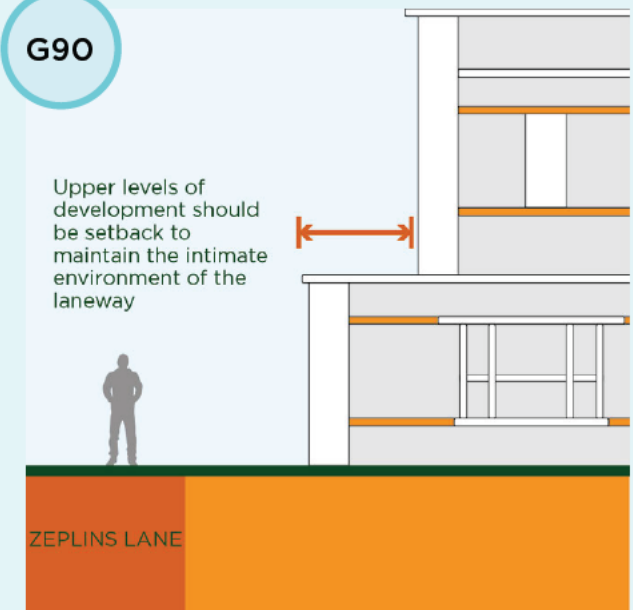 G90
Upper levels of
development should
be setback to
maintain the intimate
environment of the
laneway
ZEPLINS LANE